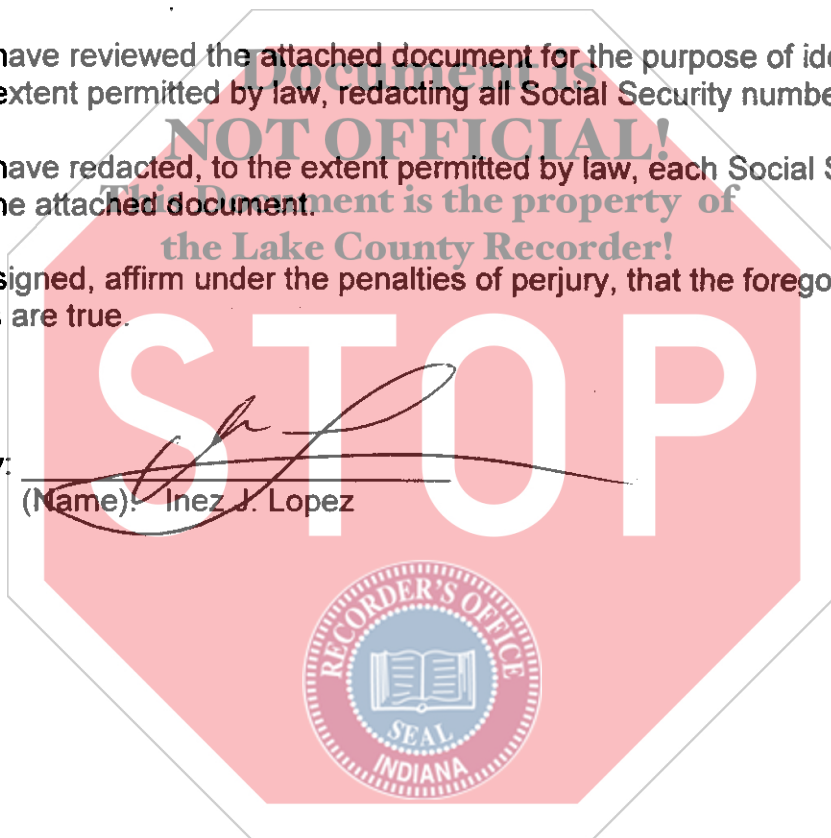 have reviewed the attached document for the purpose of ide
extent permitted by law, redacting all Social Security numbe
have redacted, to the extent permitted by law, each Social S
he attached document.
signed, affirm under the penalties of perjury, that the forego
s are true.
Document is
NOT OFFICIAL!
This Document is the property of
the Lake County Recorder!
STOP
(Name): Inez J. Lopez
RECORDER'S OFFICE
SEAL
INDIANA